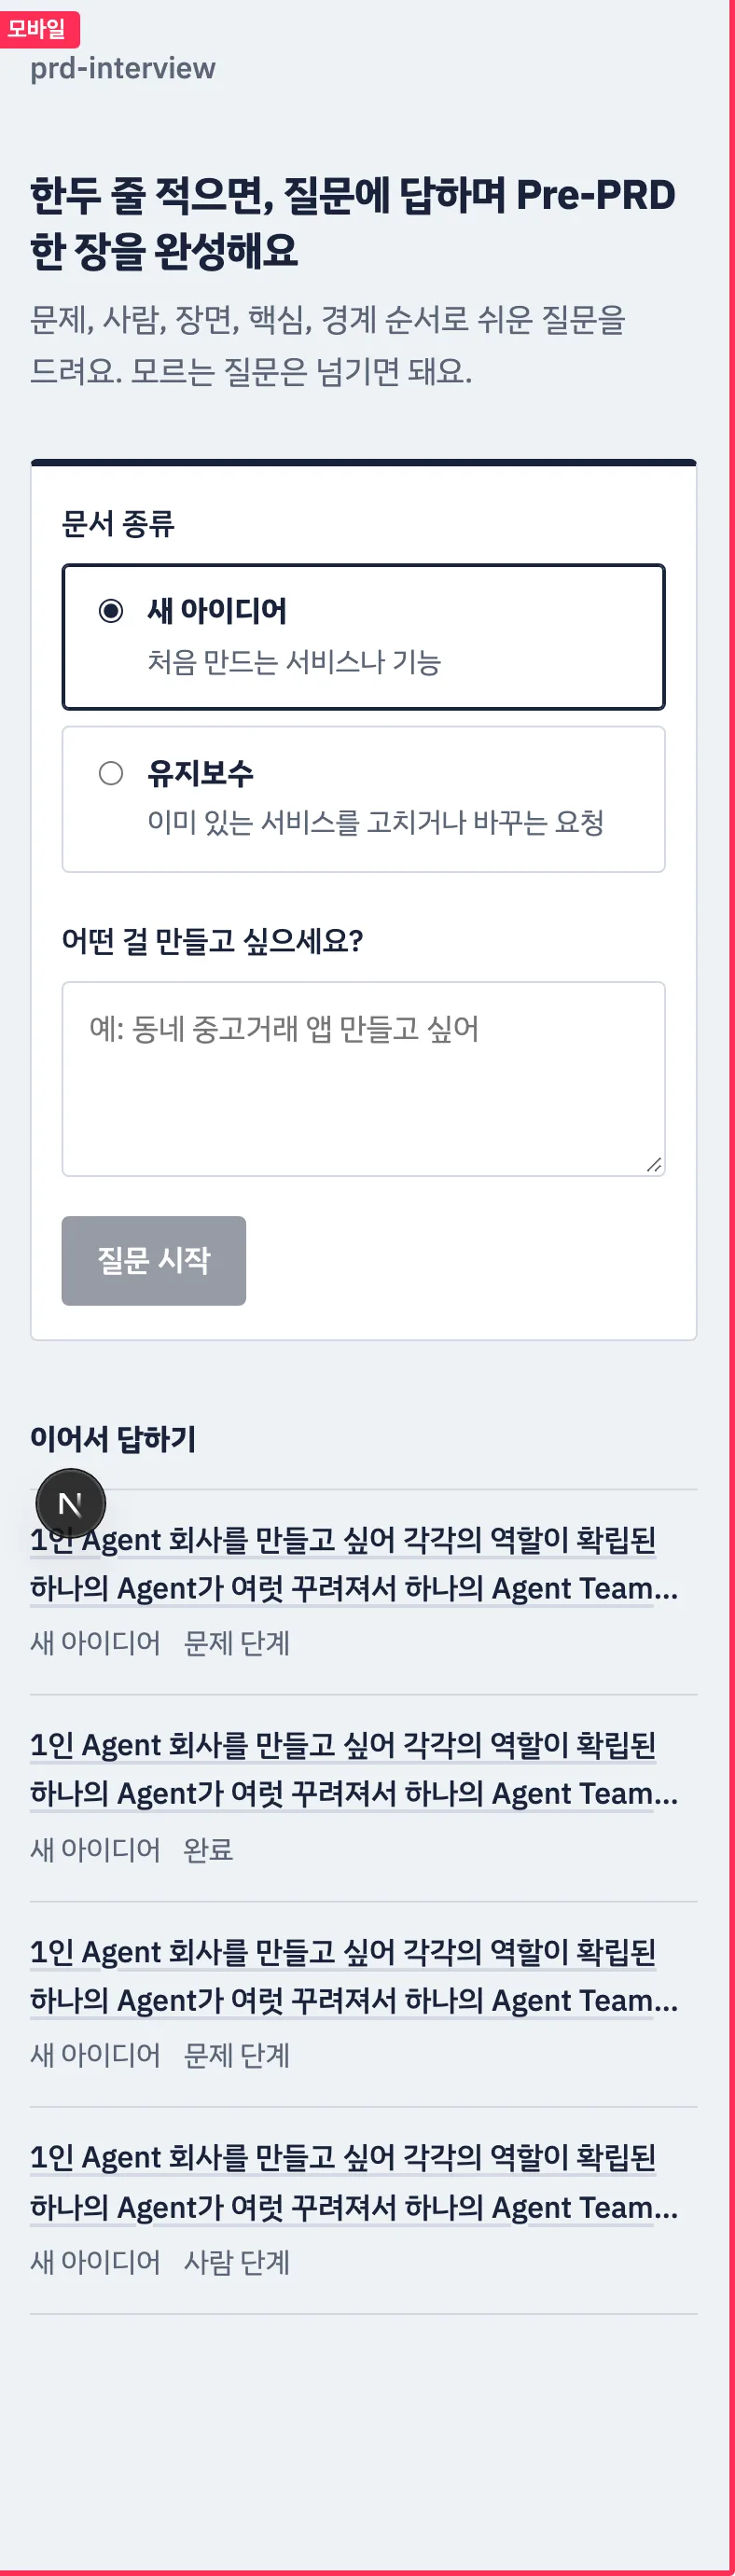 모바일
prd-interview
한두 줄 적으면, 질문에 답하며 Pre-PRD
한 장을 완성해요
문제, 사람, 장면, 핵심, 경계 순서로 쉬운 질문을
드려요. 모르는 질문은 넘기면 돼요.
문서 종류
새 아이디어
처음 만드는 서비스나 기능
유지보수
이미 있는 서비스를 고치거나 바꾸는 요청
어떤 걸 만들고 싶으세요?
예: 동네 중고거래 앱 만들고 싶어
질문 시작
이어서 답하기
N
1인 Agent 회사를 만들고 싶어 각각의 역할이 확립된
하나의 Agent가 여럿 꾸려져서 하나의 Agent Team...
새 아이디어 문제 단계
1인 Agent 회사를 만들고 싶어 각각의 역할이 확립된
하나의 Agent가 여럿 꾸려져서 하나의 Agent Team...
새 아이디어 완료
1인 Agent 회사를 만들고 싶어 각각의 역할이 확립된
하나의 Agent가 여럿 꾸려져서 하나의 Agent Team...
새 아이디어 문제 단계
1인 Agent 회사를 만들고 싶어 각각의 역할이 확립된
하나의 Agent가 여럿 꾸려져서 하나의 Agent Team...
새 아이디어 사람 단계